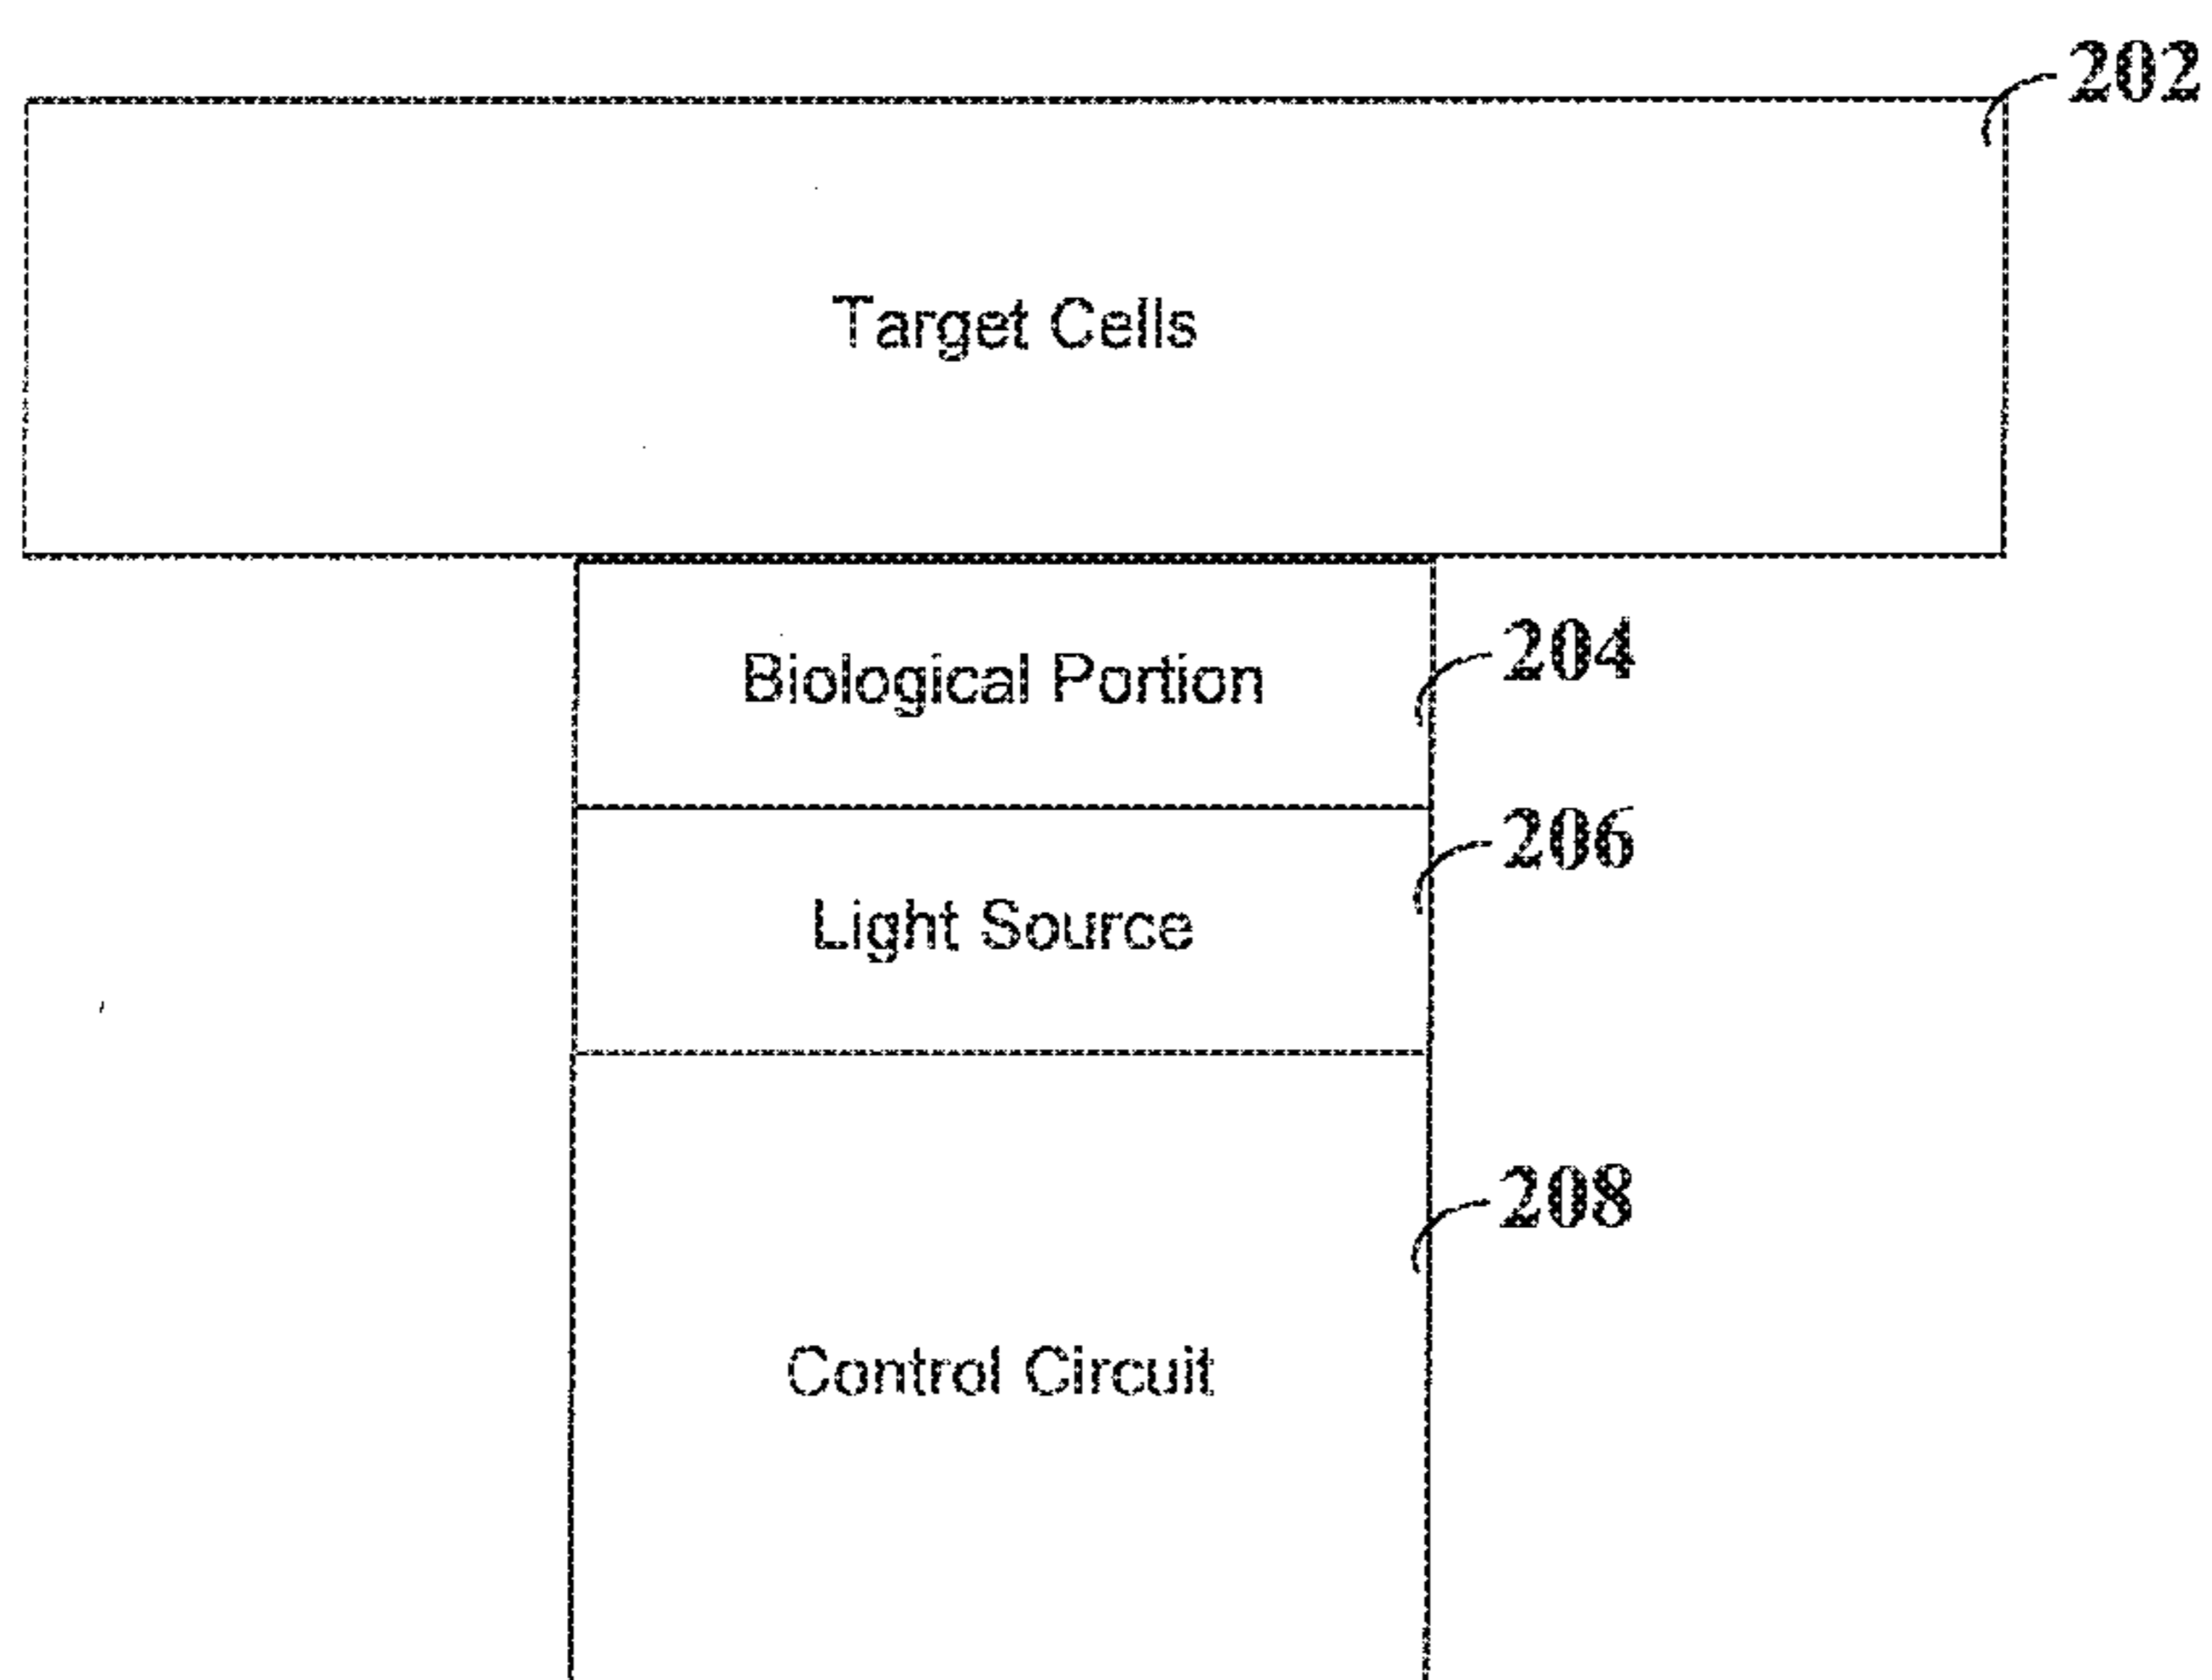 202
Target Cells
204
Biological Portion
206
Light Source
208
Control Circuit